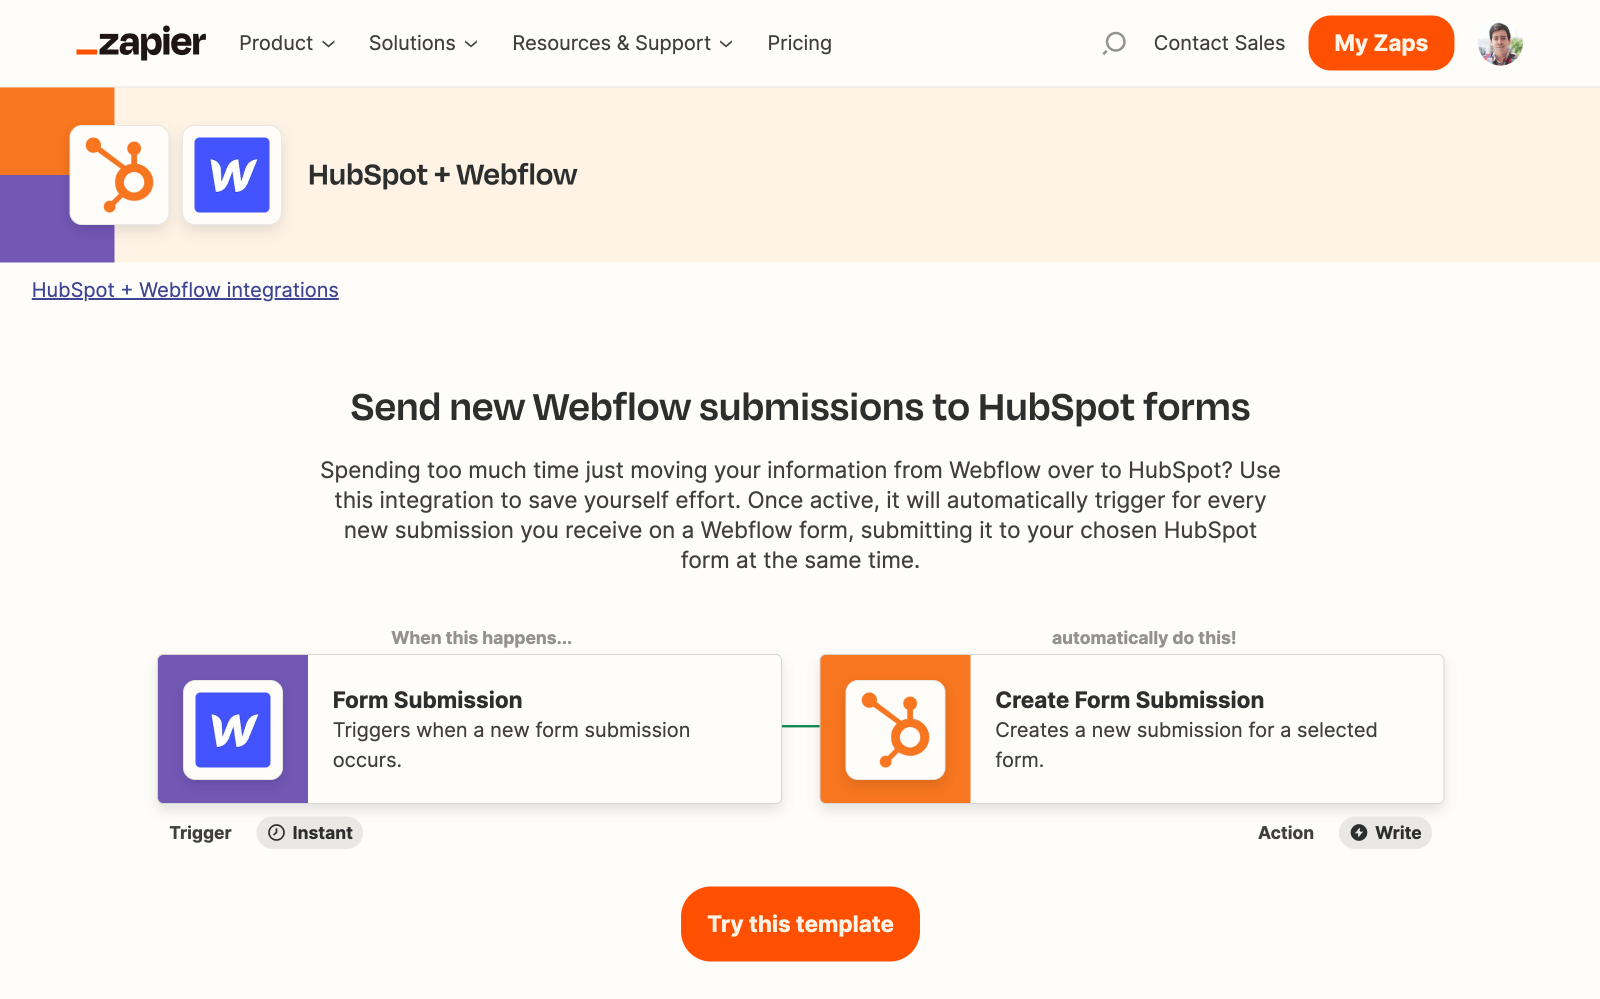 zapier Product Solutions Resources & Support Pricing Contact Sales My Zaps
HubSpot + Webflow
HubSpot + Webflow integrations
Send new Webflow submissions to HubSpot forms
Spending too much time just moving your information from Webflow over to HubSpot? Use
this integration to save yourself effort. Once active, it will automatically trigger for every
new submission you receive on a Webflow form, submitting it to your chosen HubSpot
form at the same time.
When this happens...
Form Submission
Triggers when a new form submission
occurs.
Trigger Instant
automatically do this!
Create Form Submission
Creates a new submission for a selected
form.
Action Write
Try this template